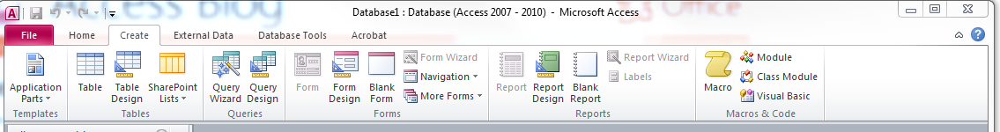 Access Blog
Office
Database1 : Database (Access 2007 - 2010) - Microsoft Access
File Home Create External Data Database Tools Acrobat
Application Parts
Table
Table Design
SharePoint Lists
Query Wizard
Query Design
Form
Form Design
Blank Form
Form Wizard
Navigation
More Forms
Report
Report Design
Blank Report
Report Wizard
Labels
Macro
Module
Class Module
Visual Basic
Templates Tables Queries Forms Reports Macros & Code